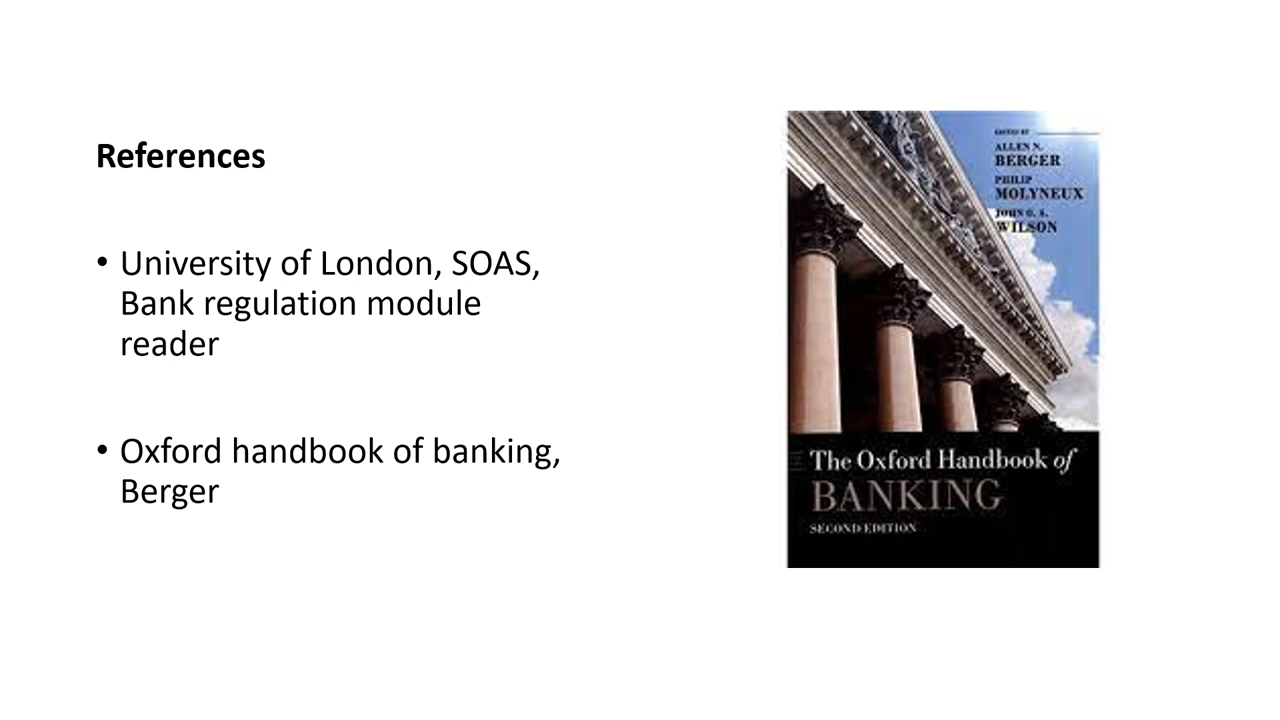 References
• University of London, SOAS,
Bank regulation module
reader
• Oxford handbook of banking,
Berger
EDITED BY
ALLEN N.
BERGER
PHILIP
MOLYNEUX
JOHN O. S.
WILSON
The Oxford Handbook of
BANKING
SECOND EDITION